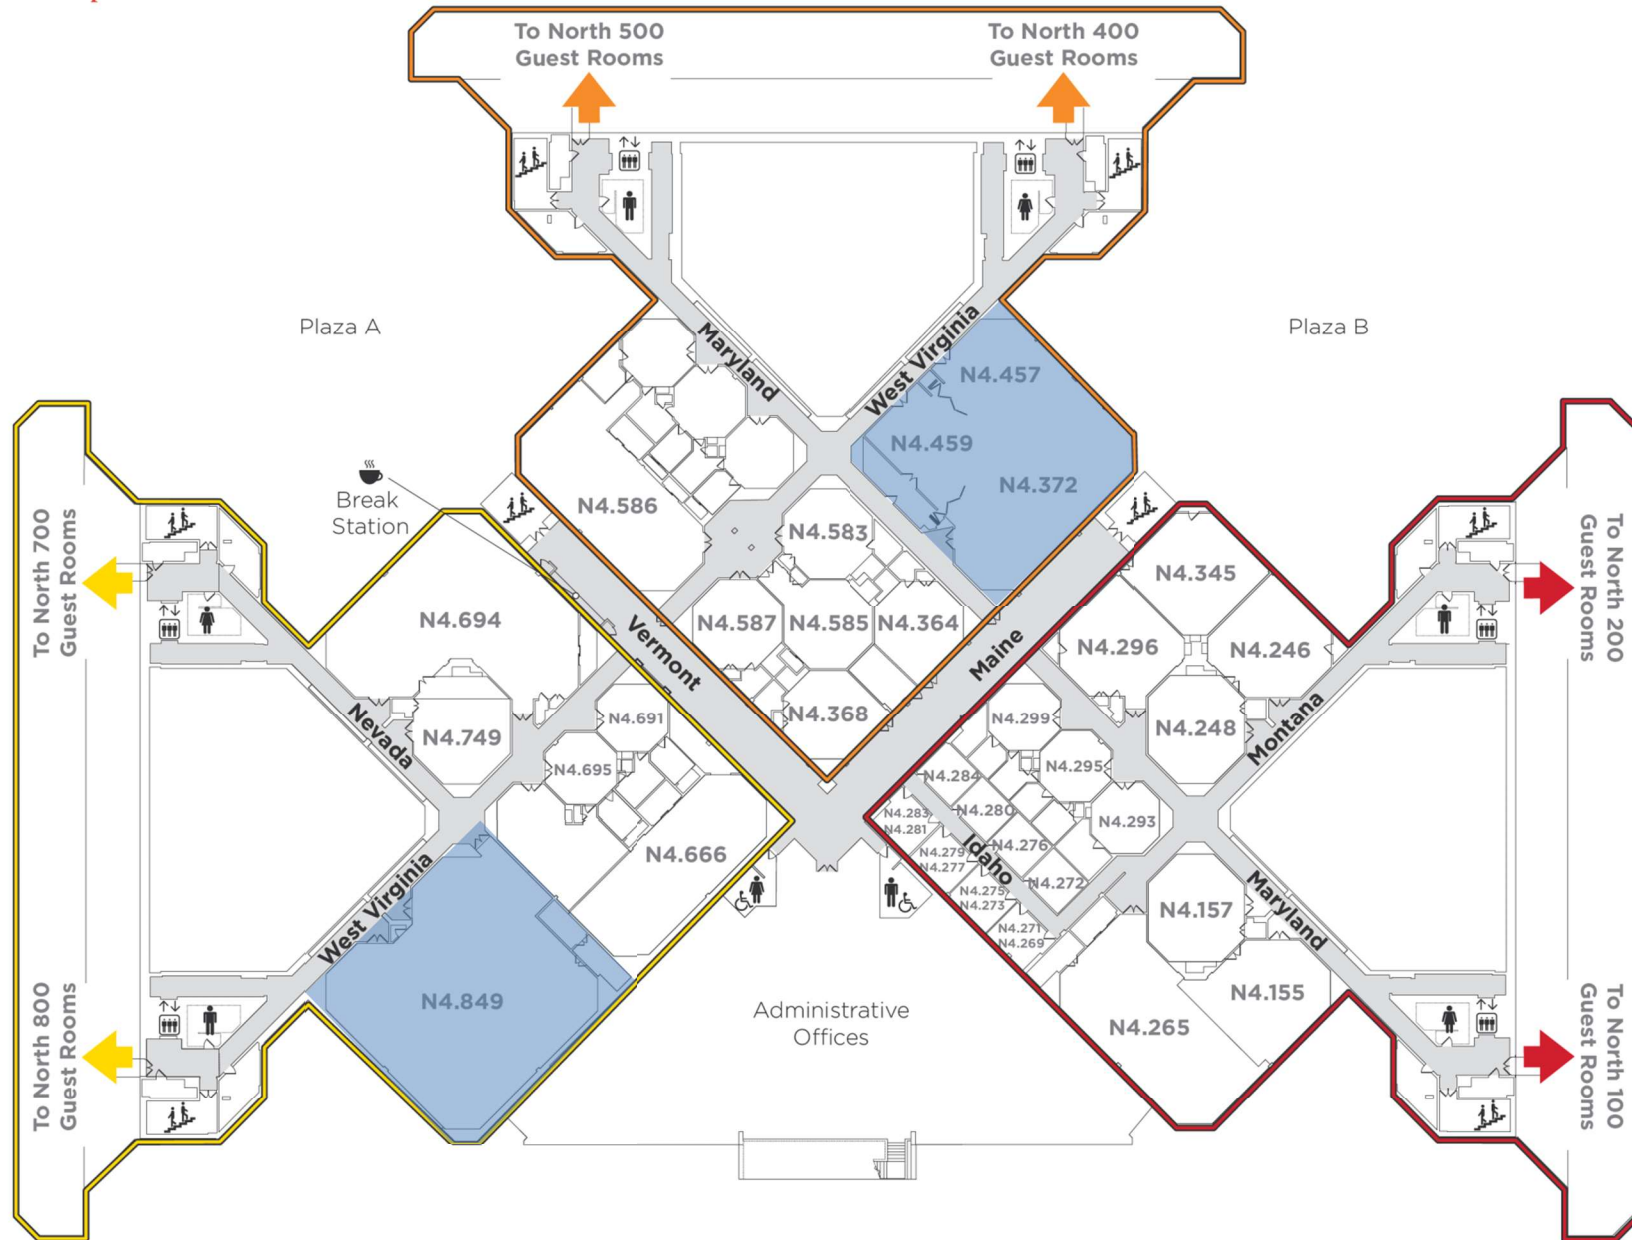 To North 500
Guest Rooms
To North 400
Guest Rooms
Plaza A
Plaza B
Maryland
West Virginia
N4.457
N4.459
N4.372
Break
Station
N4.586
N4.583
N4.587
N4.585
N4.364
N4.368
Vermont
Maine
To North 700
Guest Rooms
N4.694
N4.691
N4.749
N4.695
Nevada
N4.666
West Virginia
N4.849
To North 800
Guest Rooms
Administrative
Offices
N4.345
N4.296
N4.246
N4.299
N4.248
N4.295
Montana
N4.284
N4.283
N4.281
N4.280
N4.293
N4.279
N4.277
N4.276
Idaho
N4.275
N4.273
N4.272
N4.271
N4.269
N4.157
Maryland
N4.155
N4.265
To North 200
Guest Rooms
To North 100
Guest Rooms